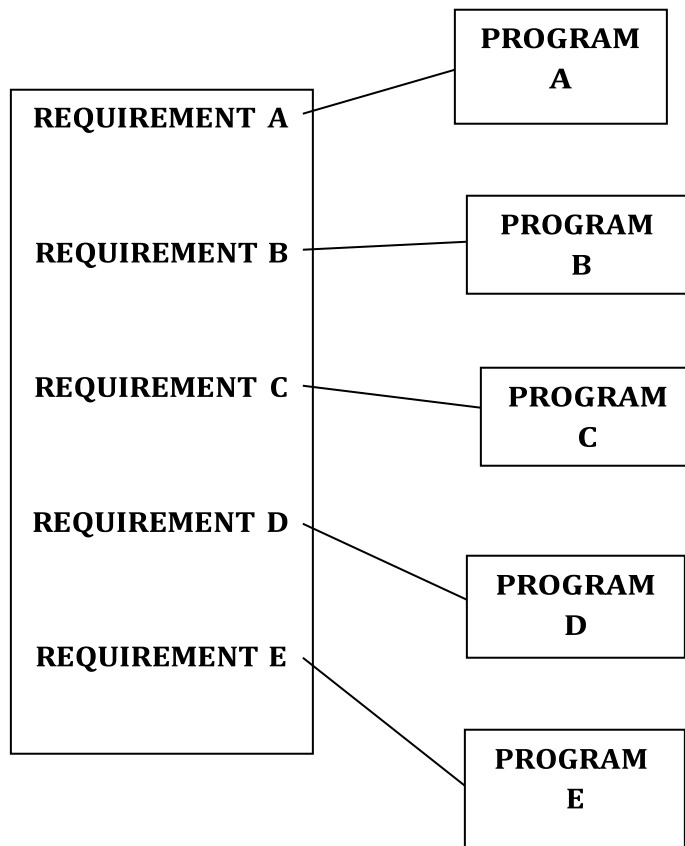 PROGRAM
A
REQUIREMENT A
PROGRAM
B
REQUIREMENT B
REQUIREMENT C
PROGRAM
C
REQUIREMENT D
PROGRAM
D
REQUIREMENT E
PROGRAM
E